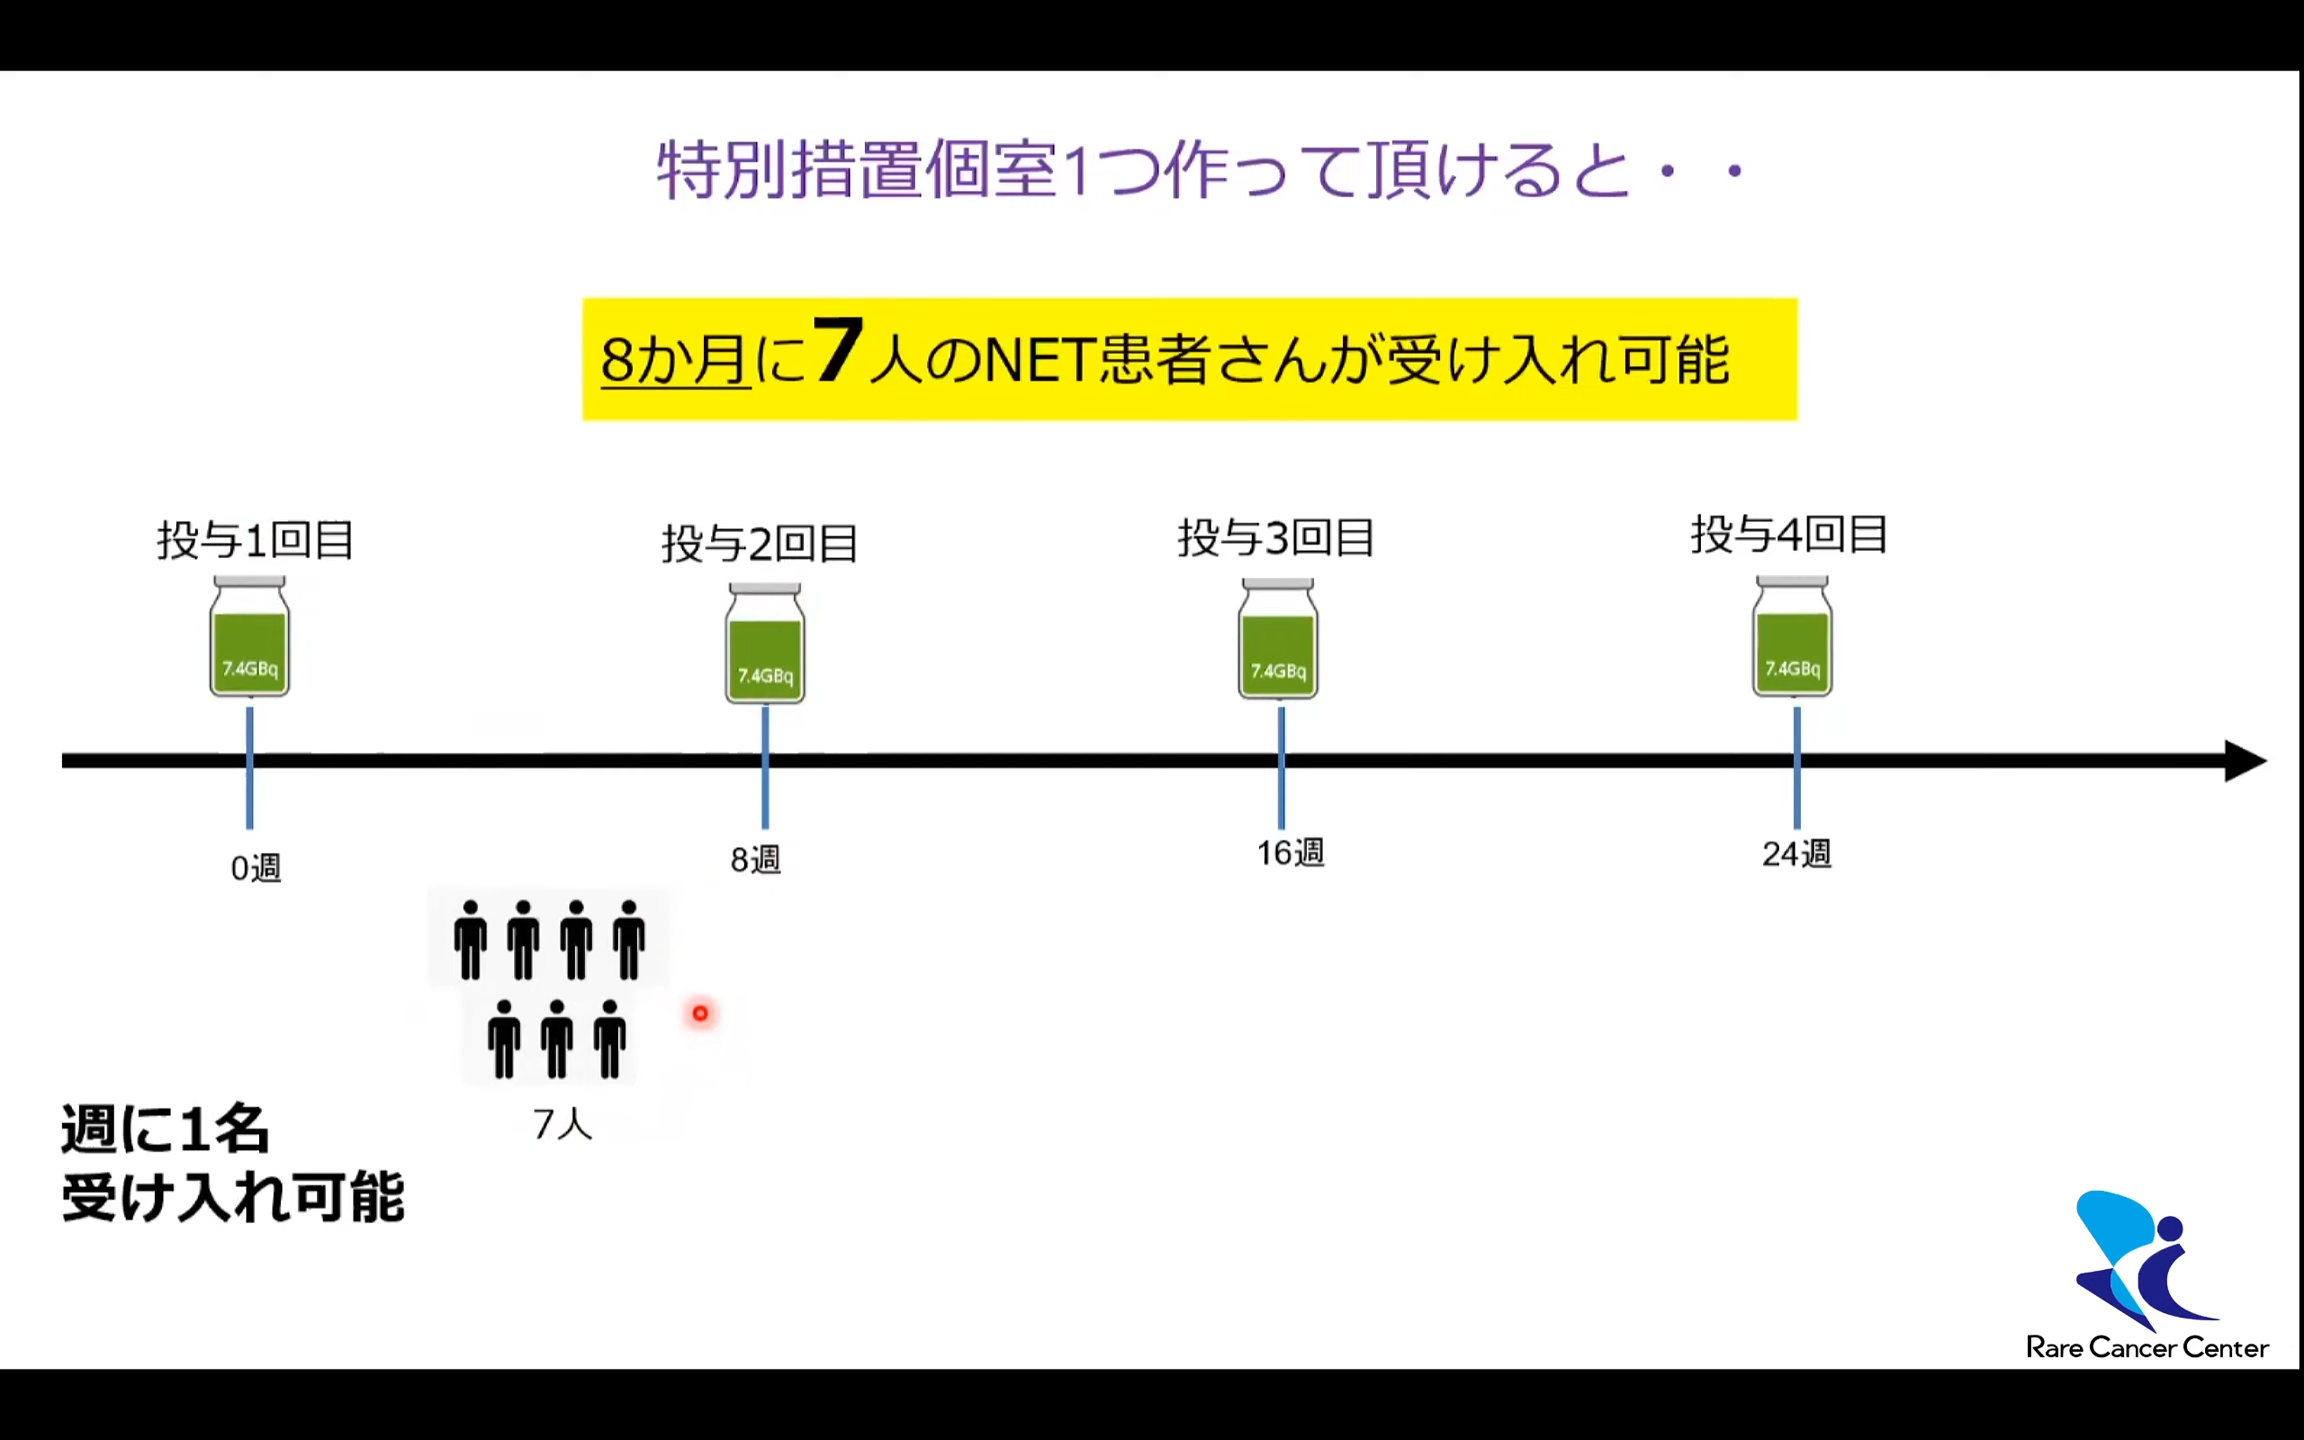 特別措置個室1つ作って頂けると・・
8か月に7人のNET患者さんが受け入れ可能
投与1回目
投与2回目
投与3回目
投与4回目
7.4GBq
7.4GBq
7.4GBq
7.4GBq
0週
8週
16週
24週
7人
週に1名
受け入れ可能
Rare Cancer Center